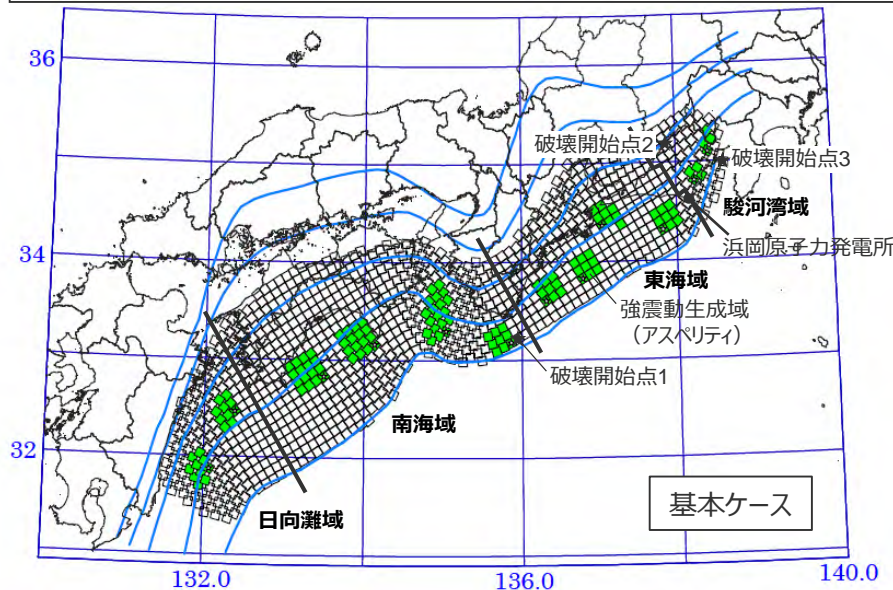 36
破壊開始点2
破壊開始点3
駿河湾域
浜岡原子力発電所
34
東海域
強震動生成域
（アスペリティ）
破壊開始点1
南海域
32
基本ケース
日向灘域
132.0
136.0
140.0